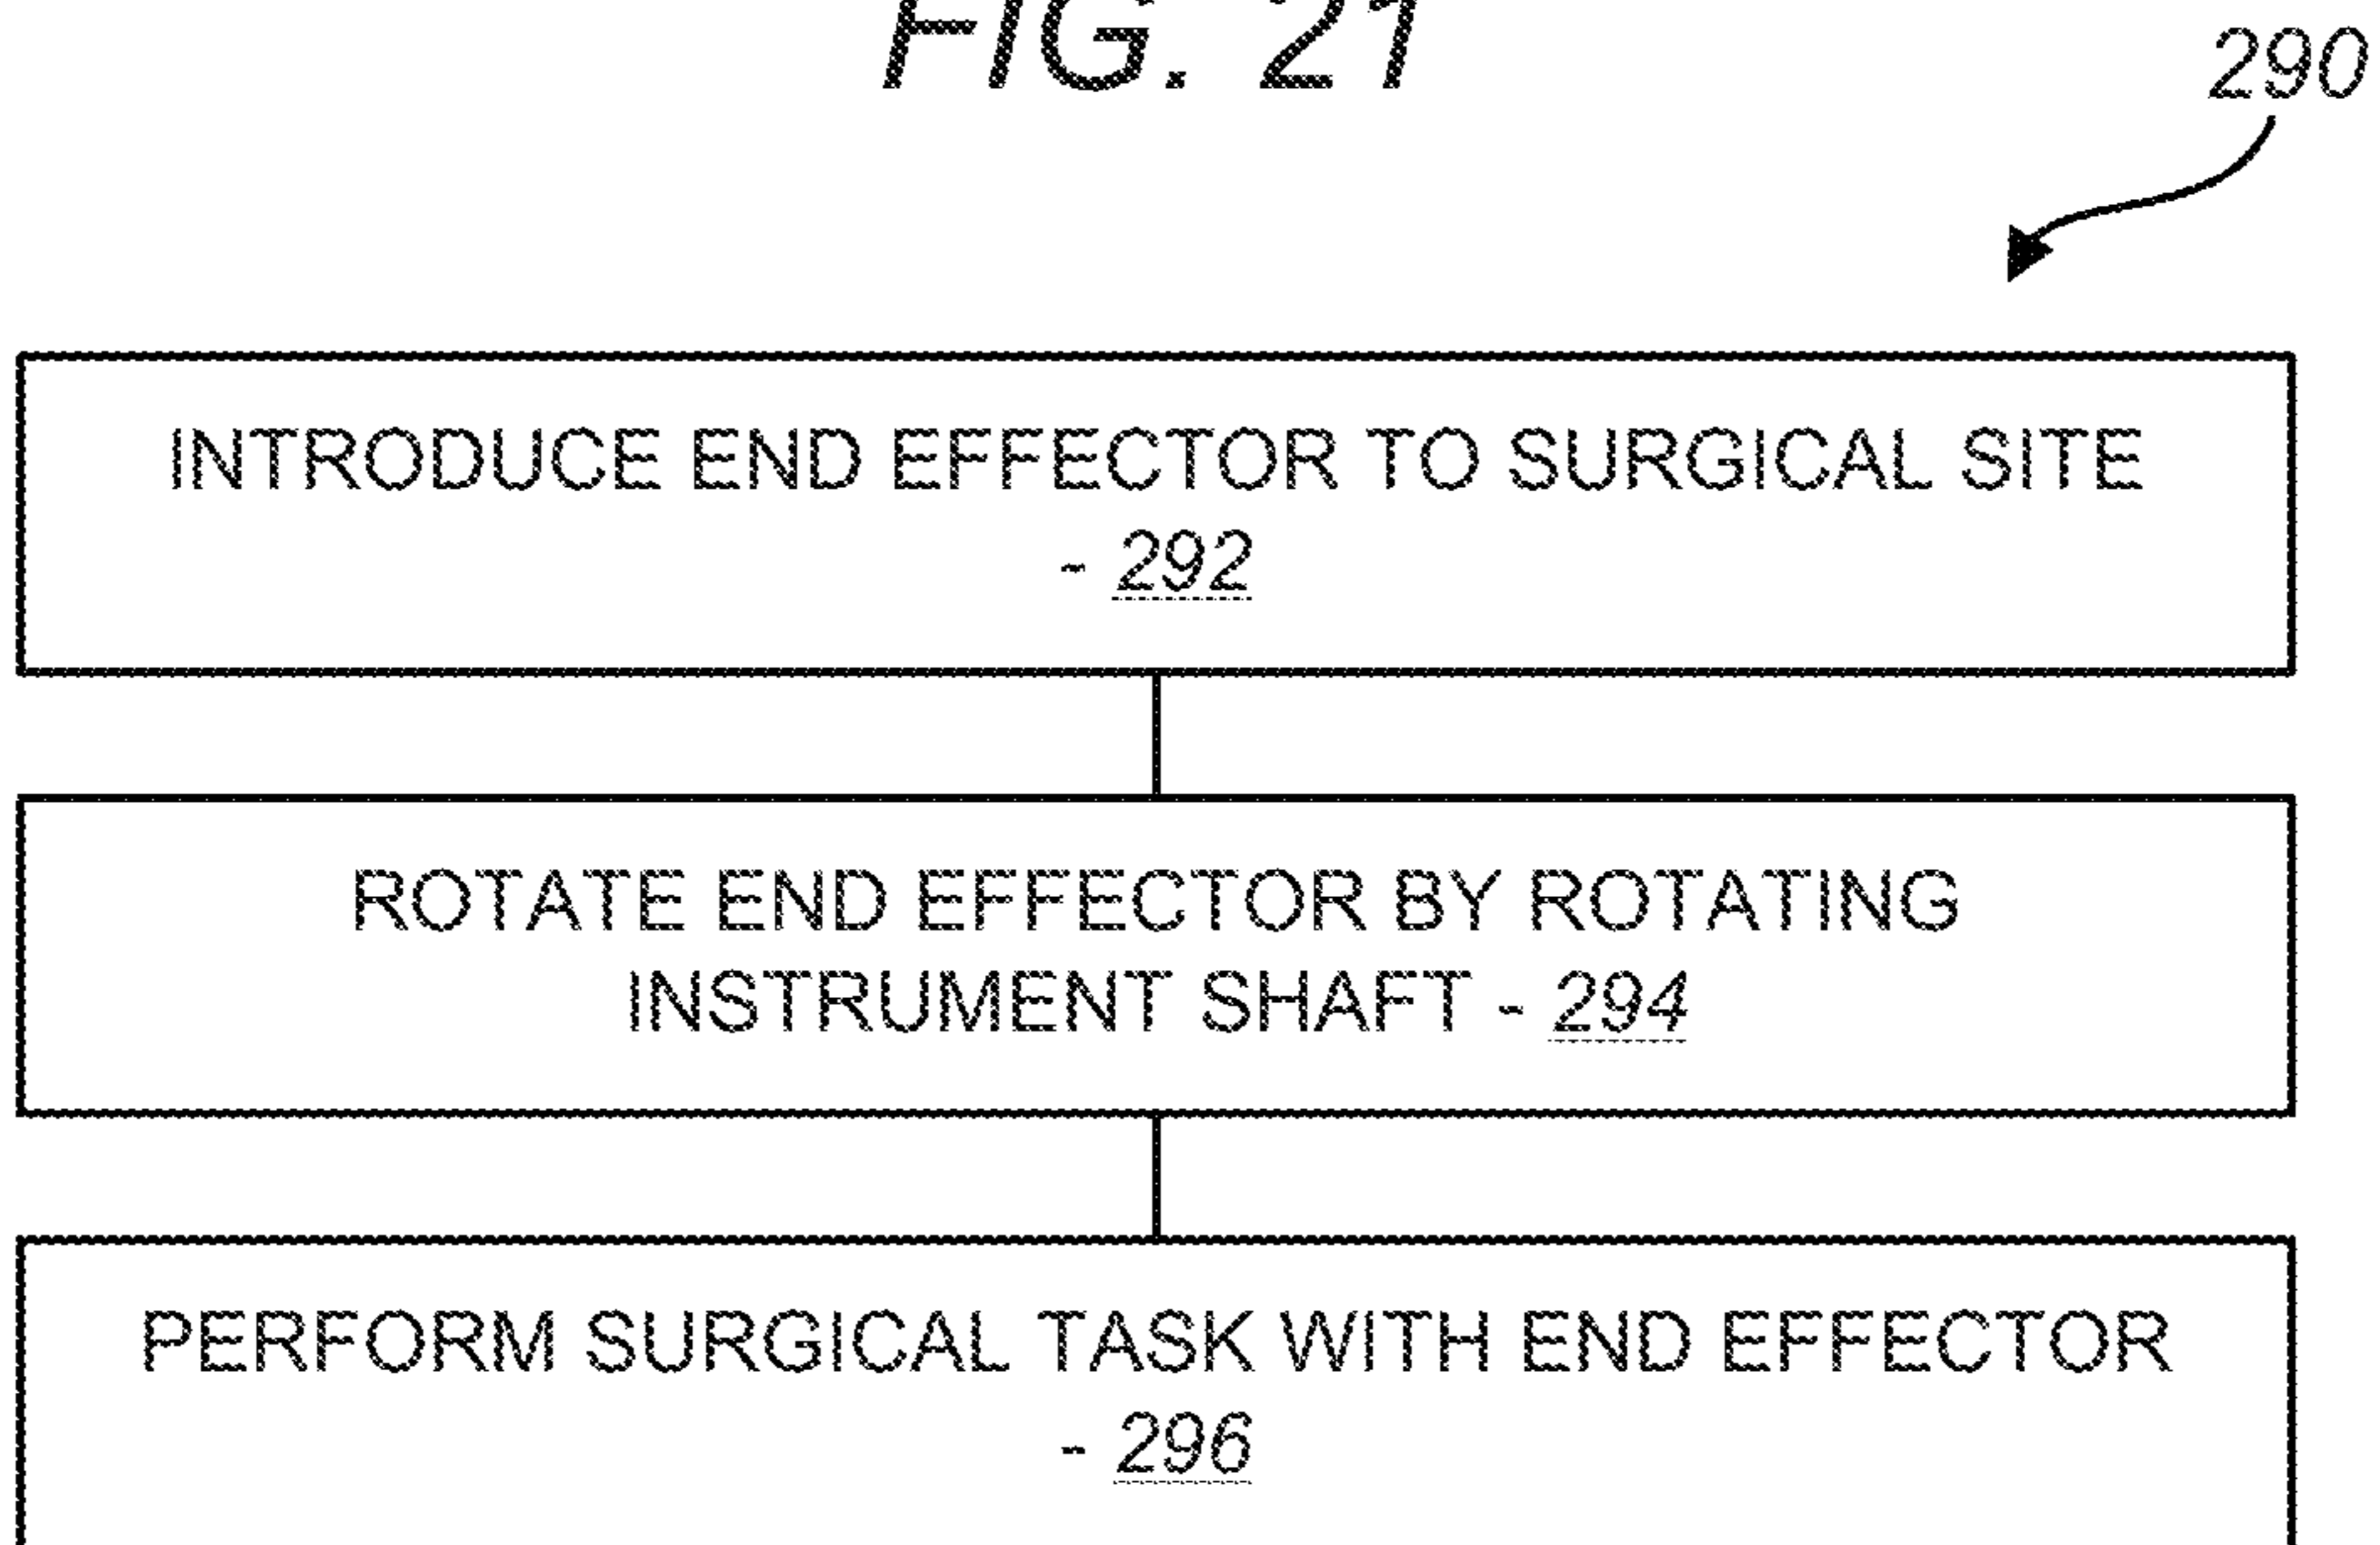 FIG. 21
290
INTRODUCE END EFFECTOR TO SURGICAL SITE
- 292
ROTATE END EFFECTOR BY ROTATING
INSTRUMENT SHAFT - 294
PERFORM SURGICAL TASK WITH END EFFECTOR
- 296